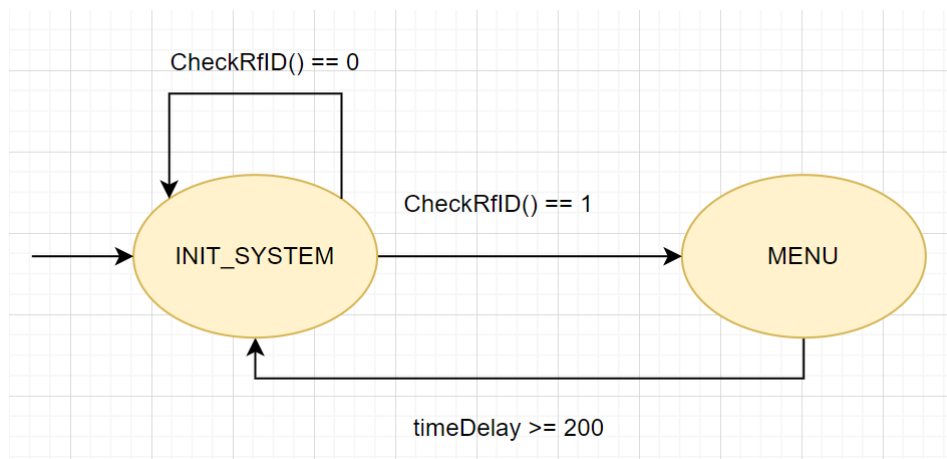 CheckRfID() == 0
CheckRfID() == 1
INIT_SYSTEM
MENU
timeDelay >= 200